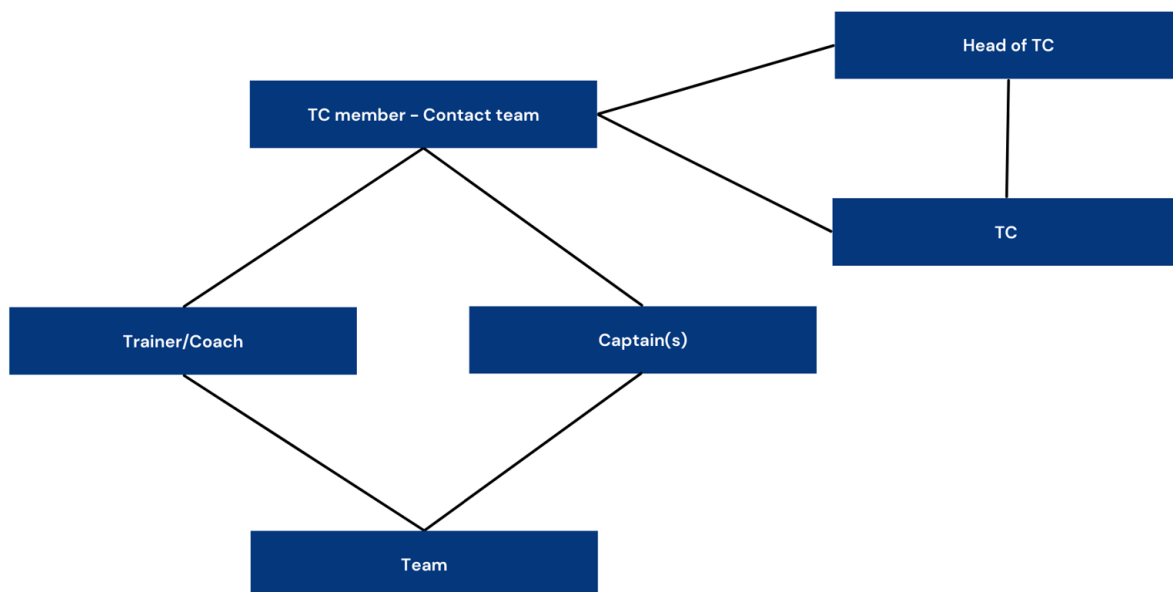 Head of TC
TC member - Contact team
TC
Trainer/Coach
Captain(s)
Team